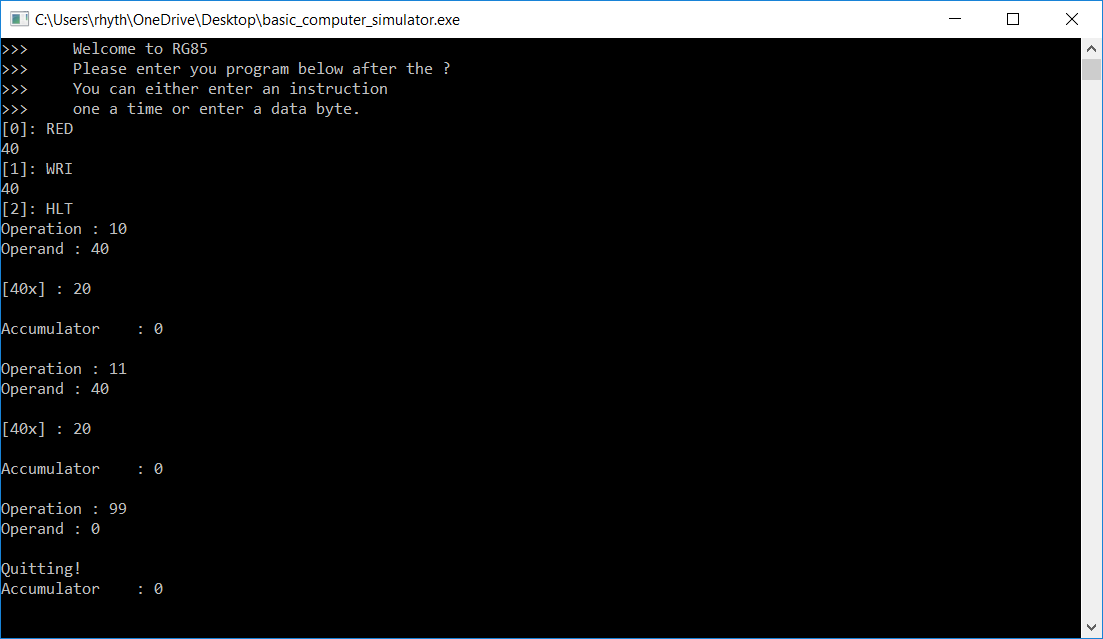 C:\Users\rhyth\OneDrive\Desktop\basic_computer_simulator.exe
>>>     Welcome to RG85
>>>     Please enter you program below after the ?
>>>     You can either enter an instruction
>>>     one a time or enter a data byte.
[0]: RED
40
[1]: WRI
40
[2]: HLT
Operation : 10
Operand : 40
[40x] : 20
Accumulator    : 0
Operation : 11
Operand : 40
[40x] : 20
Accumulator    : 0
Operation : 99
Operand : 0
Quitting!
Accumulator    : 0